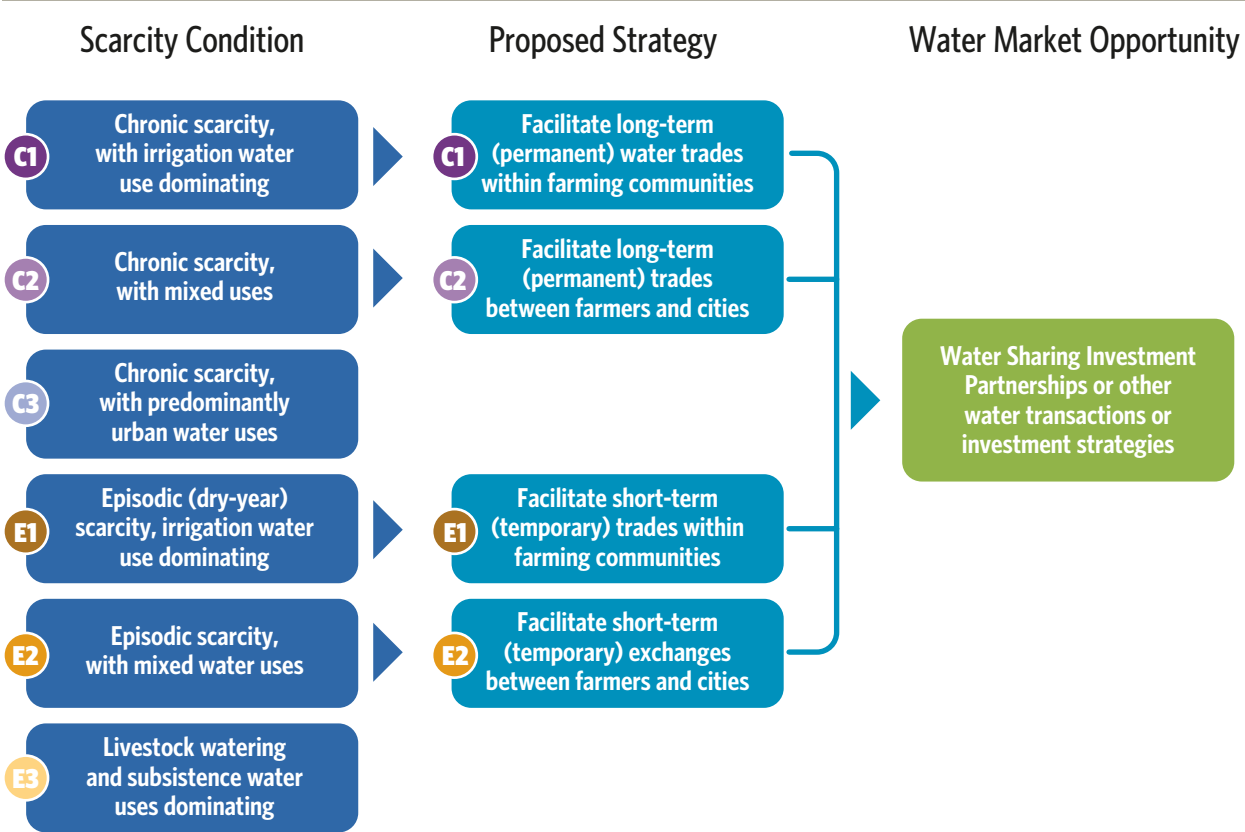 Scarcity Condition
Proposed Strategy
Water Market Opportunity
C1
Chronic scarcity,
with irrigation water
use dominating
C1
Facilitate long-term
(permanent) water trades
within farming communities
C2
Chronic scarcity,
with mixed uses
C2
Facilitate long-term
(permanent) trades
between farmers and cities
C3
Chronic scarcity,
with predominantly
urban water uses
Water Sharing Investment
Partnerships or other
water transactions or
investment strategies
E1
Episodic (dry-year)
scarcity, irrigation water
use dominating
E1
Facilitate short-term
(temporary) trades within
farming communities
E2
Episodic scarcity,
with mixed water uses
E2
Facilitate short-term
(temporary) exchanges
between farmers and cities
E3
Livestock watering
and subsistence water
uses dominating